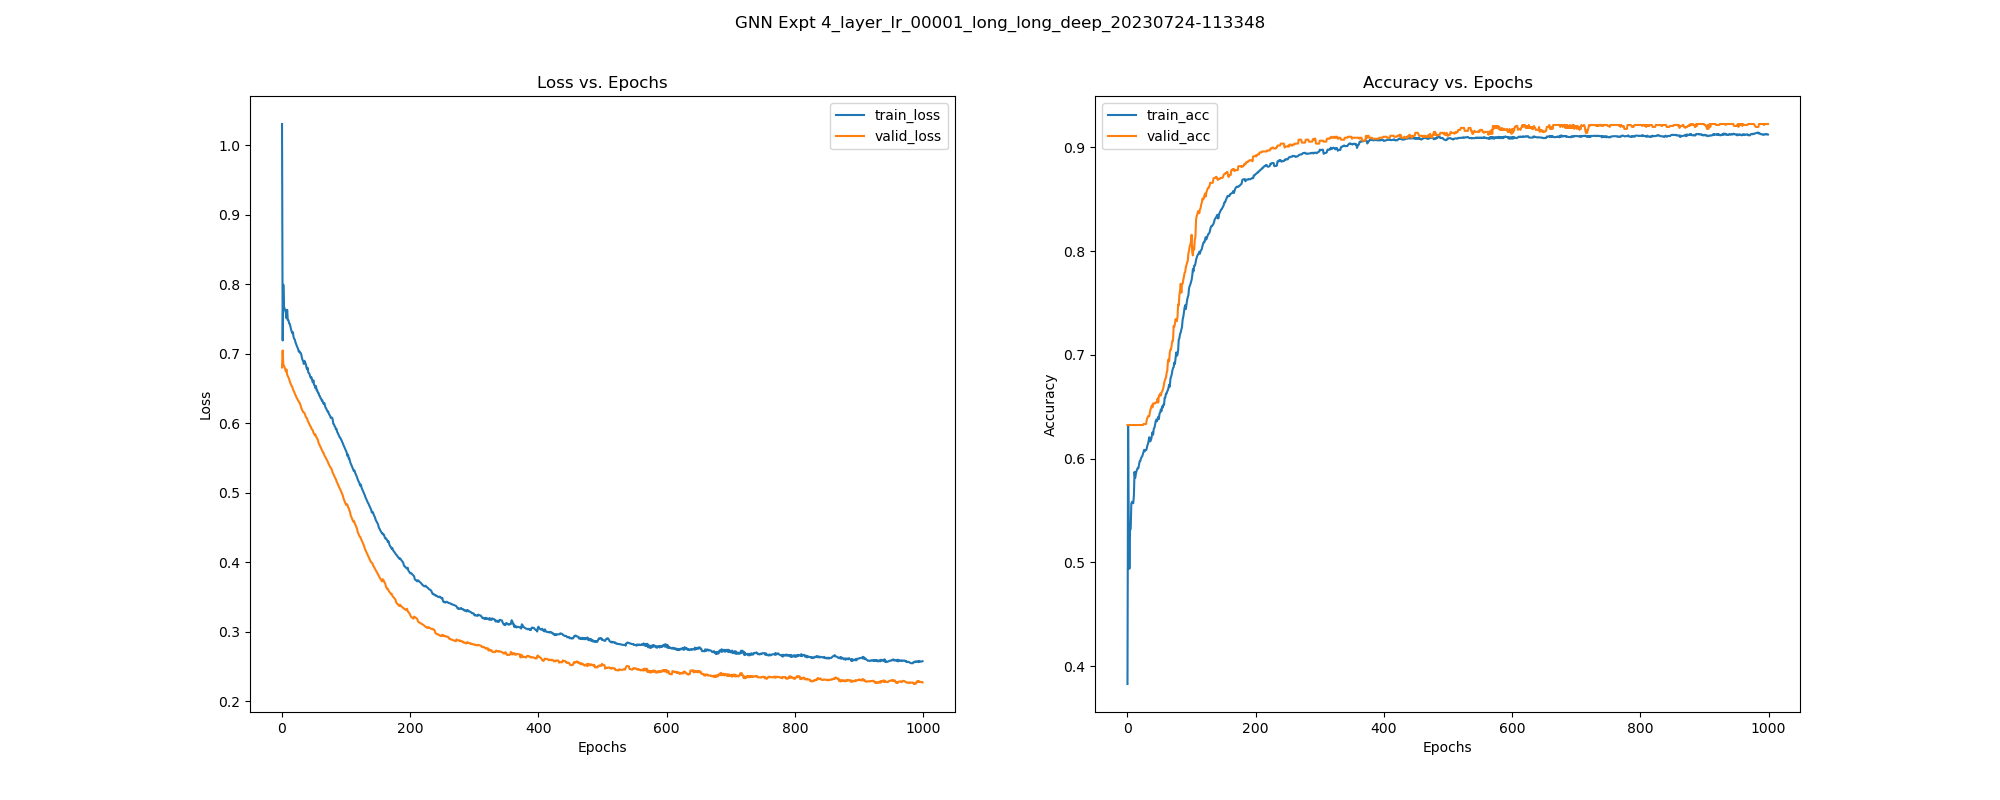 GNN Expt 4_layer_lr_00001_long_long_deep_20230724-113348
Loss vs. Epochs
train_loss
valid_loss
1.0
0.9
0.8
0.7
0.6
0.5
0.4
0.3
0.2
Loss
0 200 400 600 800 1000
Epochs
Accuracy vs. Epochs
train_acc
valid_acc
0.9
0.8
0.7
0.6
0.5
0.4
Accuracy
0 200 400 600 800 1000
Epochs